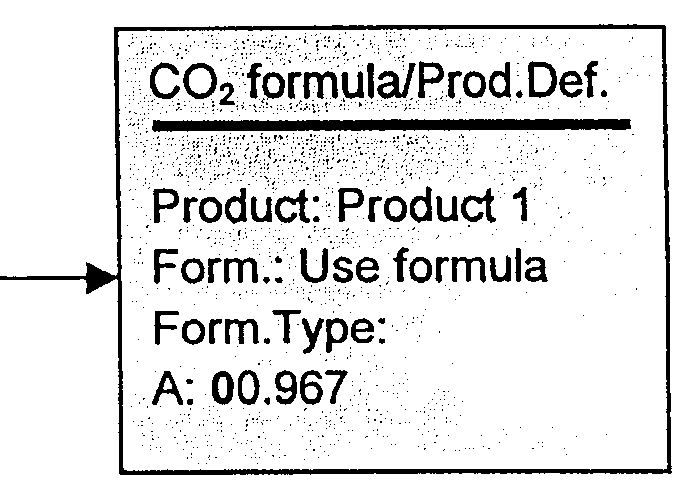 CO₂ formula/Prod.Def.
Product: Product 1
Form.: Use formula
Form.Type:
A: 00.967